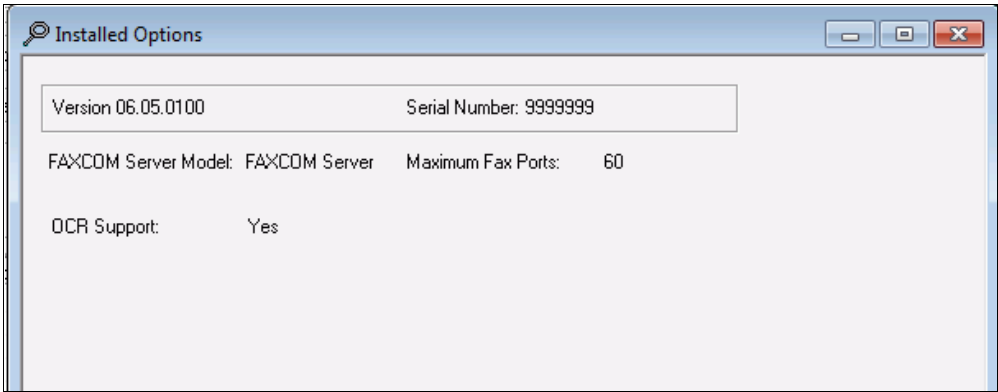 Installed Options
Version 06.05.0100 Serial Number: 9999999
FAXCOM Server Model: FAXCOM Server Maximum Fax Ports: 60
OCR Support: Yes